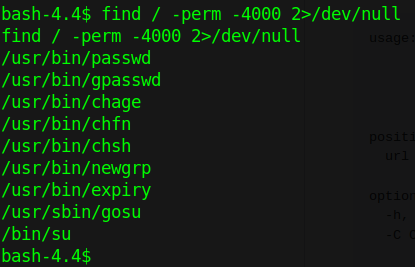 bash-4.4$ find / -perm -4000 2>/dev/null
find / -perm -4000 2>/dev/null
usage:
/usr/bin/passwd
/usr/bin/gpasswd
/usr/bin/chage
/usr/bin/chfn
/usr/bin/chsh
positi
url
/usr/bin/newgrp
/usr/bin/expiry
option
/usr/sbin/gosu
-h,
/bin/su
-C C
bash-4.4$